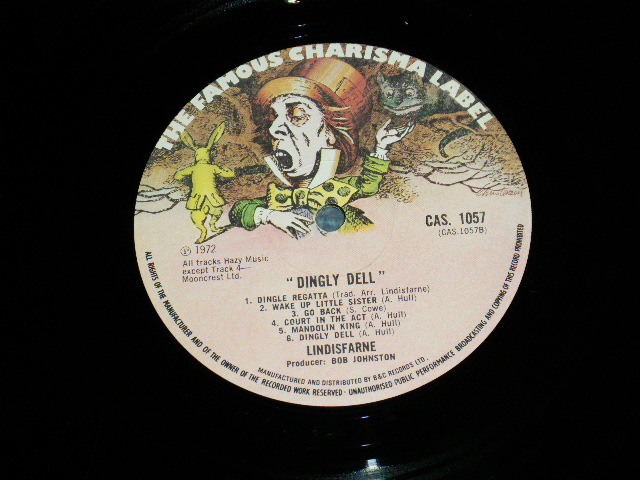 THE FAMOUS CHARISMA LABEL
CAS. 1057
(CAS.1057B)
℗ 1972
All tracks Hazy Music
except Track 4—
Mooncrest Ltd.
"DINGLY DELL"
1. DINGLE REGATTA (Trad. Arr. Lindisfarne)
2. WAKE UP LITTLE SISTER (A. Hull)
3. GO BACK (S. Cowe)
4. COURT IN THE ACT (A. Hull)
5. MANDOLIN KING (A. Hull)
6. DINGLY DELL (A. Hull)
LINDISFARNE
Producer: BOB JOHNSTON
MANUFACTURED AND DISTRIBUTED BY B&C RECORDS LTD.
ALL RIGHTS OF THE MANUFACTURER AND OF THE OWNER OF THE RECORDED WORK RESERVED - UNAUTHORISED PUBLIC PERFORMANCE BROADCASTING AND COPYING OF THIS RECORD PROHIBITED